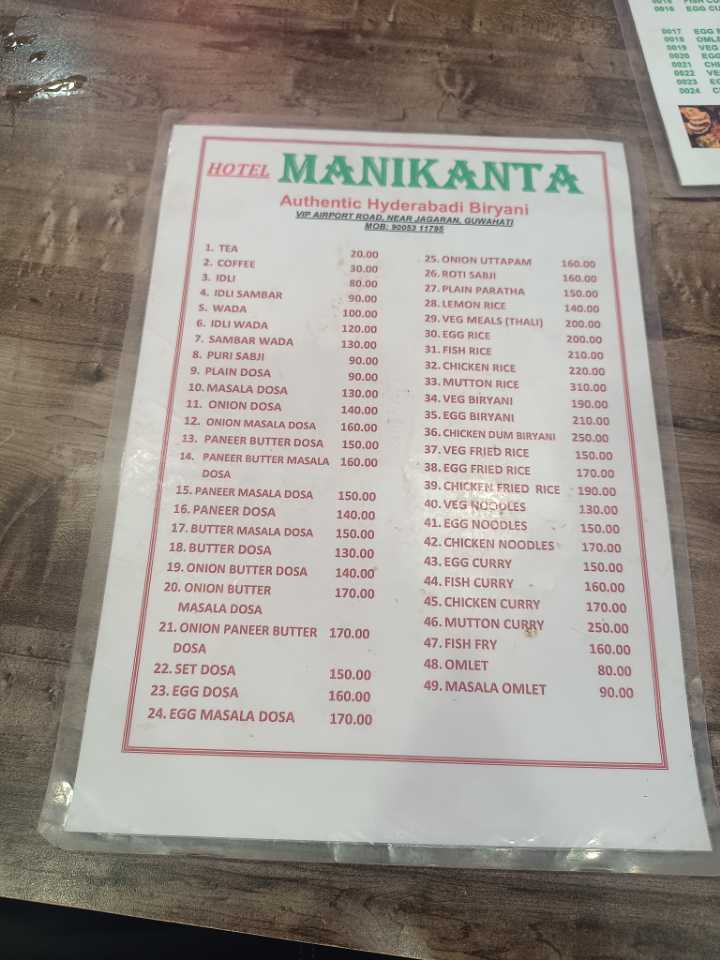 HOTEL MANIKANTA
Authentic Hyderabadi Biryani
VIP AIRPORT ROAD, NEAR JAGARAN, GUWAHATI
MOB: 90053 11795
1. TEA 20.00
2. COFFEE 30.00
3. IDLI 80.00
4. IDLI SAMBAR 90.00
5. WADA 100.00
6. IDLI WADA 120.00
7. SAMBAR WADA 130.00
8. PURI SABJI 90.00
9. PLAIN DOSA 90.00
10. MASALA DOSA 130.00
11. ONION DOSA 140.00
12. ONION MASALA DOSA 160.00
13. PANEER BUTTER DOSA 150.00
14. PANEER BUTTER MASALA 160.00
DOSA
15. PANEER MASALA DOSA 150.00
16. PANEER DOSA 140.00
17. BUTTER MASALA DOSA 150.00
18. BUTTER DOSA 130.00
19. ONION BUTTER DOSA 140.00
20. ONION BUTTER 170.00
MASALA DOSA
21. ONION PANEER BUTTER 170.00
DOSA
22. SET DOSA 150.00
23. EGG DOSA 160.00
24. EGG MASALA DOSA 170.00
25. ONION UTTAPAM 160.00
26. ROTI SABJI 160.00
27. PLAIN PARATHA 150.00
28. LEMON RICE 140.00
29. VEG MEALS (THALI) 200.00
30. EGG RICE 200.00
31. FISH RICE 210.00
32. CHICKEN RICE 220.00
33. MUTTON RICE 310.00
34. VEG BIRYANI 190.00
35. EGG BIRYANI 210.00
36. CHICKEN DUM BIRYANI 250.00
37. VEG FRIED RICE 150.00
38. EGG FRIED RICE 170.00
39. CHICKEN FRIED RICE 190.00
40. VEG NOODLES 130.00
41. EGG NOODLES 150.00
42. CHICKEN NOODLES 170.00
43. EGG CURRY 150.00
44. FISH CURRY 160.00
45. CHICKEN CURRY 170.00
46. MUTTON CURRY 250.00
47. FISH FRY 160.00
48. OMLET 80.00
49. MASALA OMLET 90.00
0016 EGG
0017 EGG
0018
0019 VEG
0020 EGG
0021
0022
0023
0024